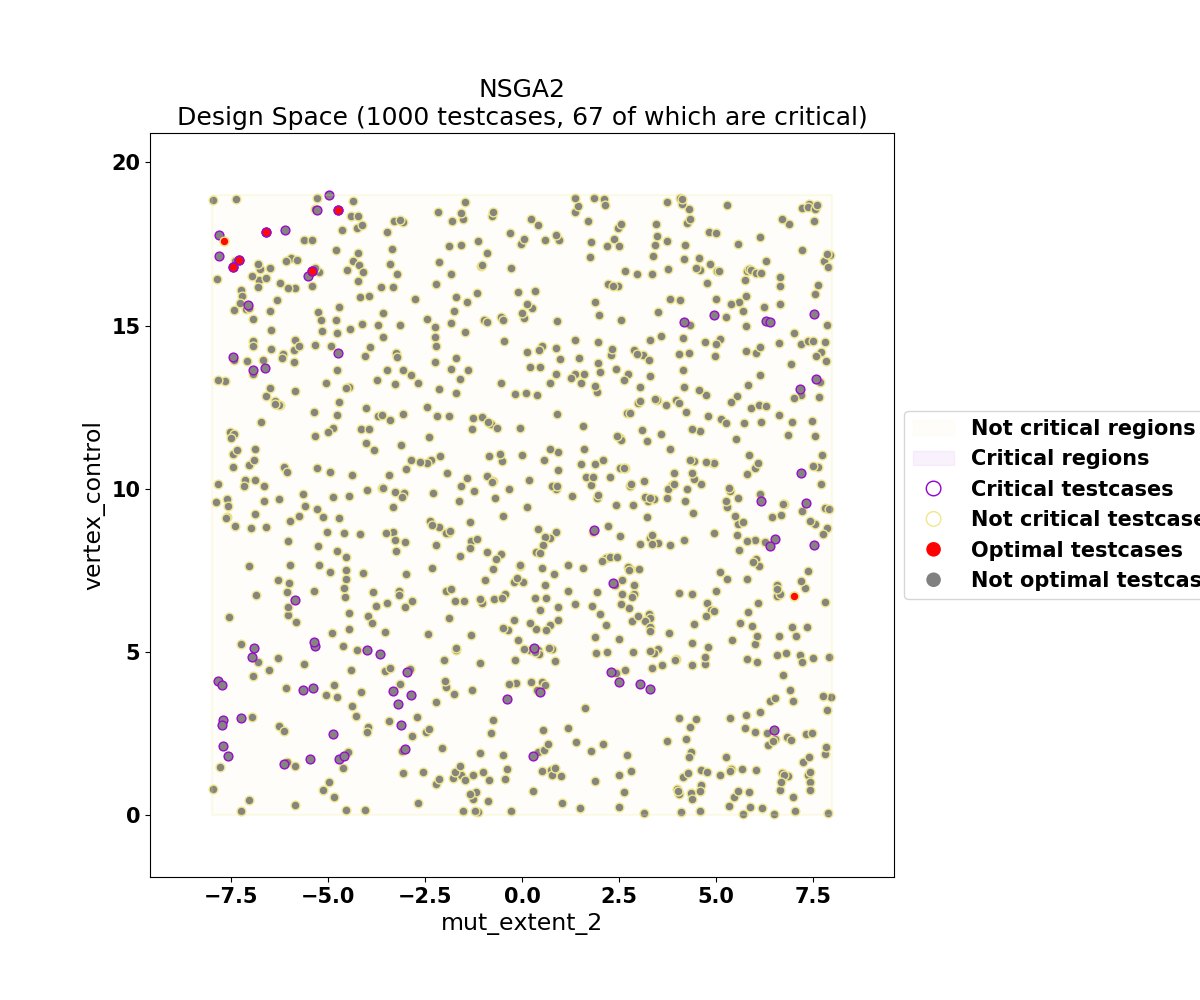 NSGA2
Design Space (1000 testcases, 67 of which are critical)
20
15
10
5
0
vertex_control
−7.5 −5.0 −2.5 0.0 2.5 5.0 7.5
mut_extent_2
Not critical regions
Critical regions
Critical testcases
Not critical testcase
Optimal testcases
Not optimal testcas